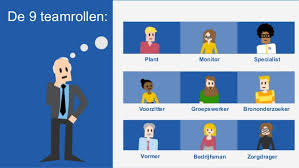 De 9 teamrollen:
Plant Monitor Specialist
Voorzitter Groepswerker Brononderzoeker
Vormer Bedrijfsman Zorgdrager